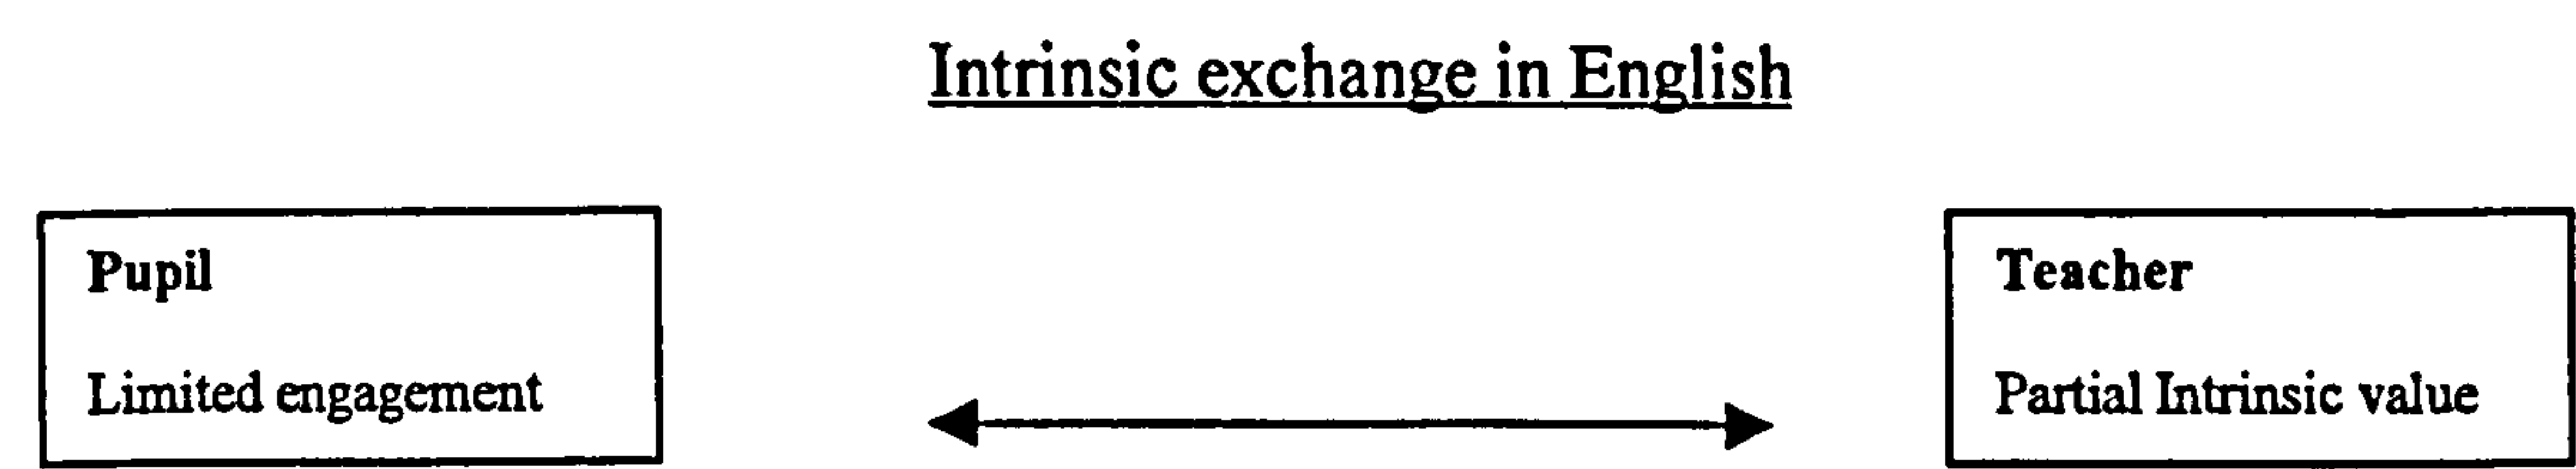 Intrinsic exchange in English
Pupil
Limited engagement
Teacher
Partial Intrinsic value